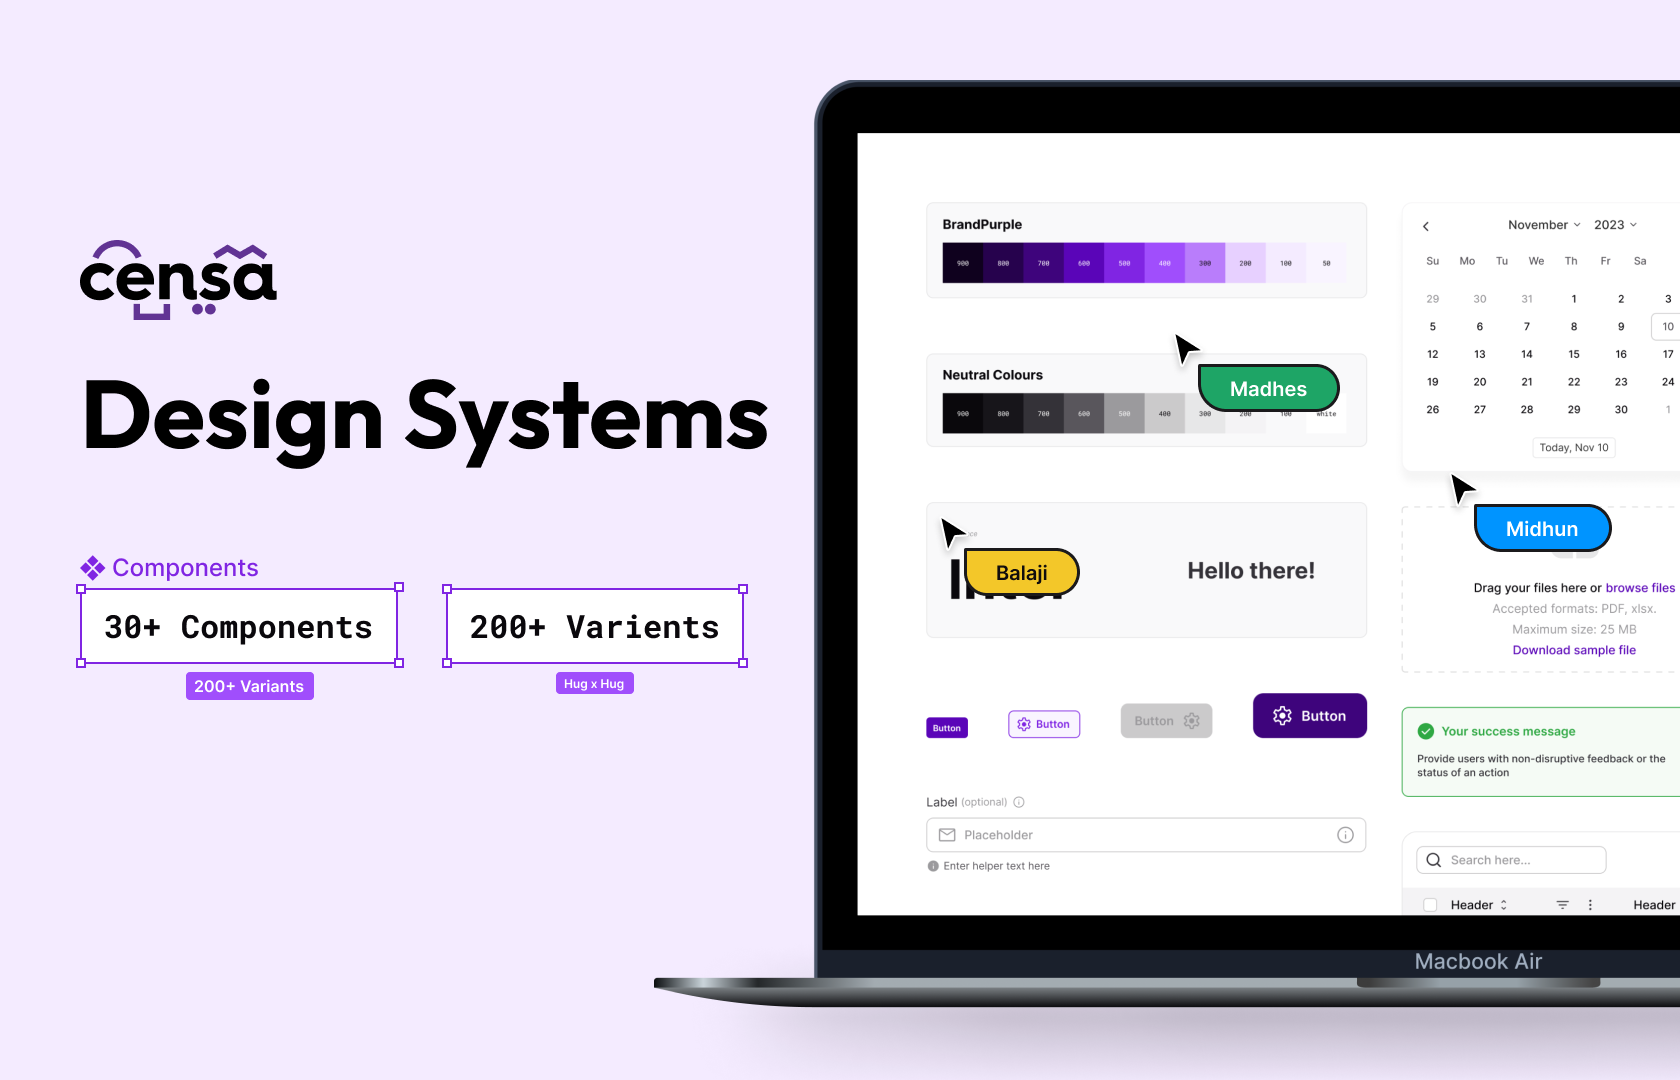 censa
Design Systems
Components
30+ Components
200+ Varients
200+ Variants
Hug x Hug
BrandPurple
900 800 700 600 500 400 300 200 100 50
Neutral Colours
900 800 700 600 500 400 300 200 100 White
Madhes
Balaji
Inter
Hello there!
Button
Button
Button
Button
Label (optional)
Placeholder
Enter helper text here
November 2023
Su Mo Tu We Th Fr Sa
29 30 31 1 2 3
5 6 7 8 9 10
12 13 14 15 16 17
19 20 21 22 23 24
26 27 28 29 30 1
Today, Nov 10
Midhun
Drag your files here or browse files
Accepted formats: PDF, xlsx.
Maximum size: 25 MB
Download sample file
Your success message
Provide users with non-disruptive feedback or the
status of an action
Search here...
Header Header
Macbook Air